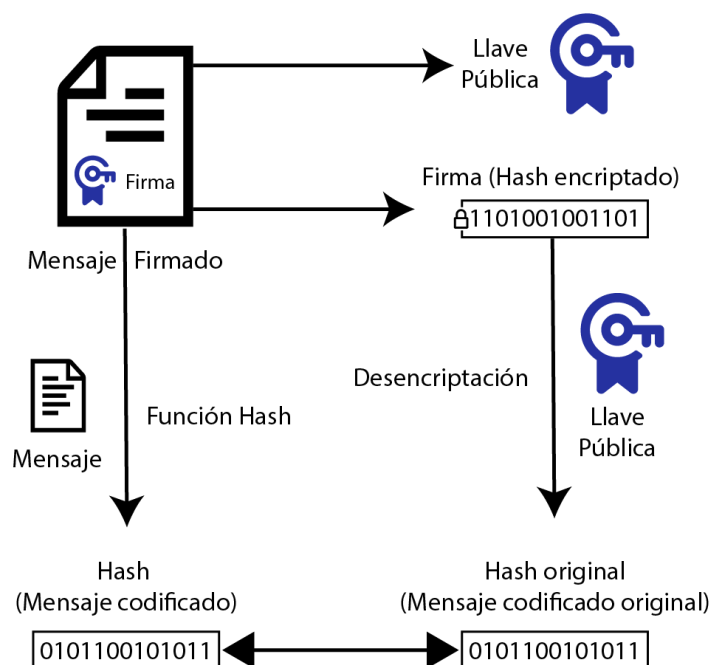 Llave
Pública
Firma
Firma (Hash encriptado)
1101001001101
Mensaje Firmado
Desencriptación
Llave
Pública
Función Hash
Mensaje
Hash
(Mensaje codificado)
0101100101011
Hash original
(Mensaje codificado original)
0101100101011